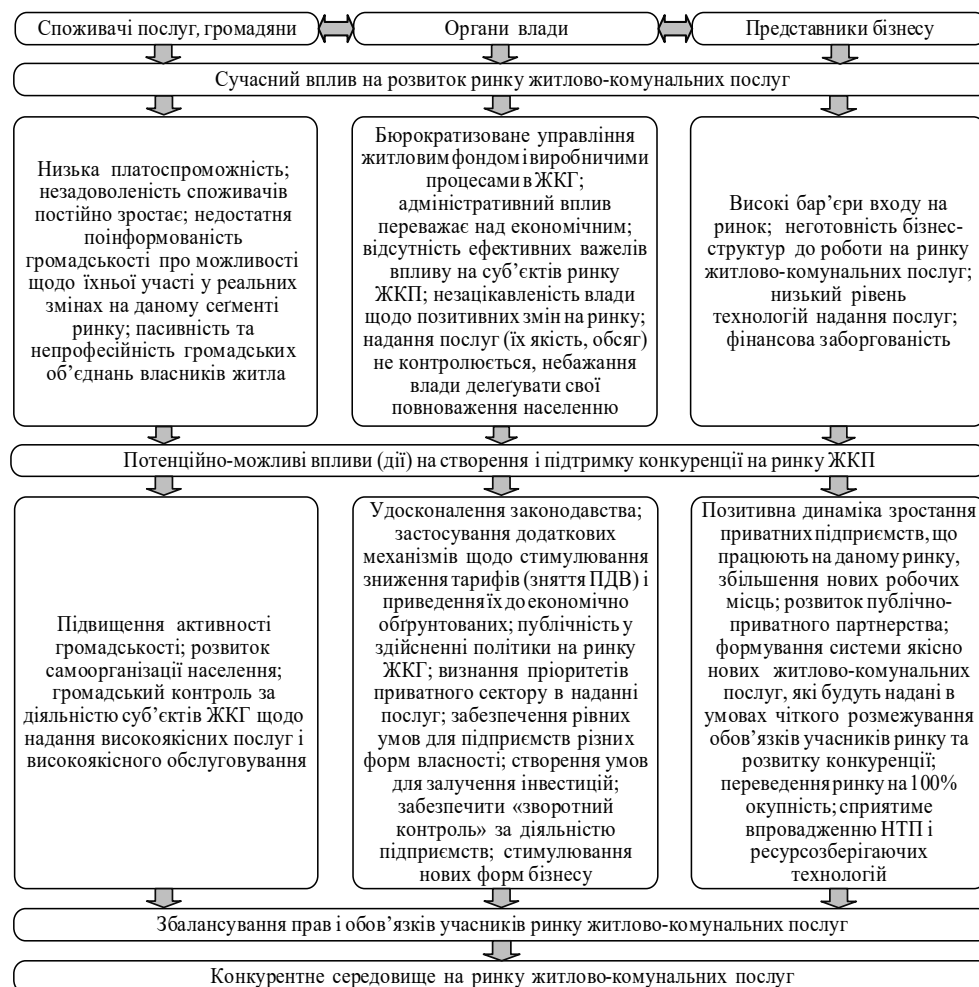 Споживачі послуг, громадяни
Органи влади
Представники бізнесу
Сучасний вплив на розвиток ринку житлово-комунальних послуг
Низька платоспроможність;
незадоволеність споживачів
постійно зростає; недостатня
поінформованість
громадськості про можливості
щодо їхньої участі у реальних
змінах на даному сегменті
ринку; пасивність та
непрофесійність громадських
об’єднань власників житла
Бюрократизоване управління
житловим фондом і виробничими
процесами в ЖКГ;
адміністративний вплив
переважає над економічним;
відсутність ефективних важелів
впливу на суб’єктів ринку
ЖКП; незацікавленість влади
щодо позитивних змін на ринку;
надання послуг (їх якість, обсяг)
не контролюється, небажання
влади делегувати свої
повноваження населенню
Високі бар’єри входу на
ринок; неготовність бізнес-
структур до роботи на ринку
житлово-комунальних послуг;
низький рівень
технологій надання послуг;
фінансова заборгованість
Потенційно-можливі впливи (дії) на створення і підтримку конкуренції на ринку ЖКП
Підвищення активності
громадськості; розвиток
самоорганізації населення;
громадський контроль за
діяльністю суб’єктів ЖКГ щодо
надання високоякісних послуг і
високоякісного обслуговування
Удосконалення законодавства;
застосування додаткових
механізмів щодо стимулювання
зниження тарифів (зняття ПДВ) і
приведення їх до економічно
обґрунтованих; публічність у
здійсненні політики на ринку
ЖКГ; визнання пріоритетів
приватного сектору в наданні
послуг; забезпечення рівних
умов для підприємств різних
форм власності; створення умов
для залучення інвестицій;
забезпечити «зворотний
контроль» за діяльністю
підприємств; стимулювання
нових форм бізнесу
Позитивна динаміка зростання
приватних підприємств, що
працюють на даному ринку,
збільшення нових робочих
місць; розвиток публічно-
приватного партнерства;
формування системи якісно
нових житлово-комунальних
послуг, які будуть надані в
умовах чіткого розмежування
обов’язків учасників ринку та
розвитку конкуренції;
переведення ринку на 100%
окупність; сприятиме
впровадженню НТП і
ресурсозберігаючих
технологій
Збалансування прав і обов’язків учасників ринку житлово-комунальних послуг
Конкурентне середовище на ринку житлово-комунальних послуг